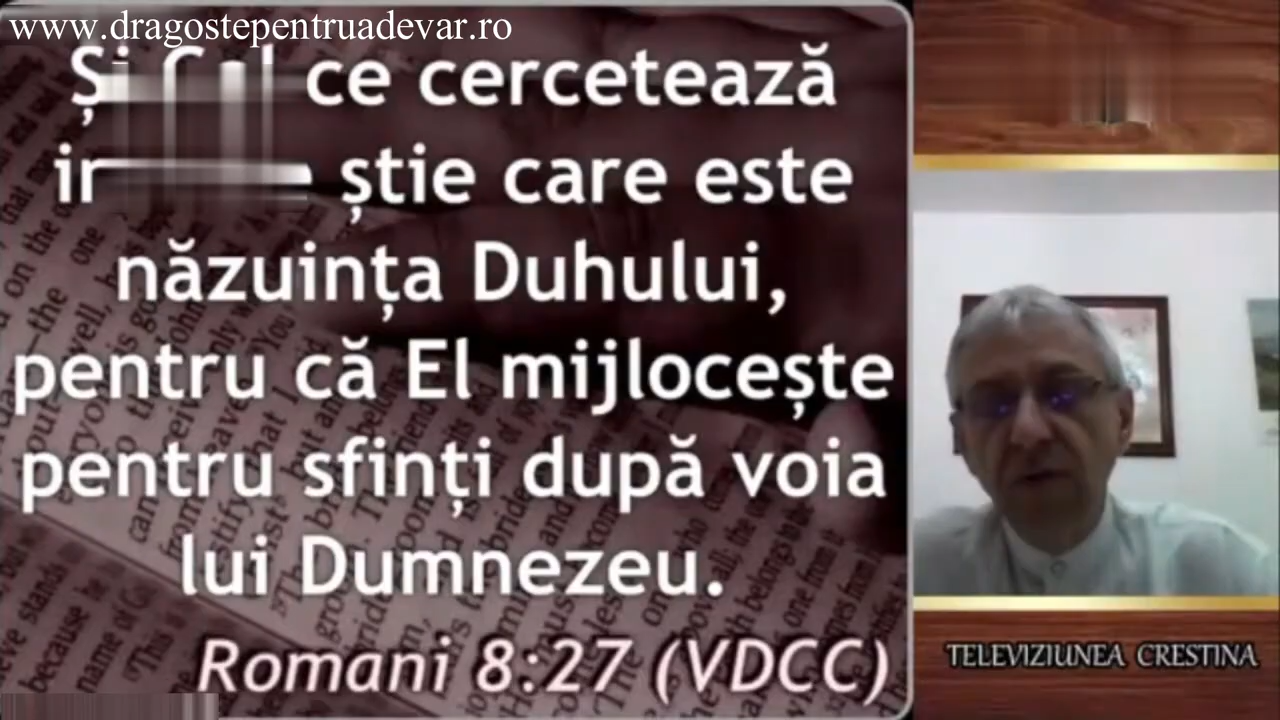 www.dragostepentruadevar.ro
ce cercetează
știe care este
năzuința Duhului,
pentru că El mijlocește
pentru sfinți după voia
lui Dumnezeu.
Romani 8:27 (VDCC)
TELEVIZIUNEA CRESTINA